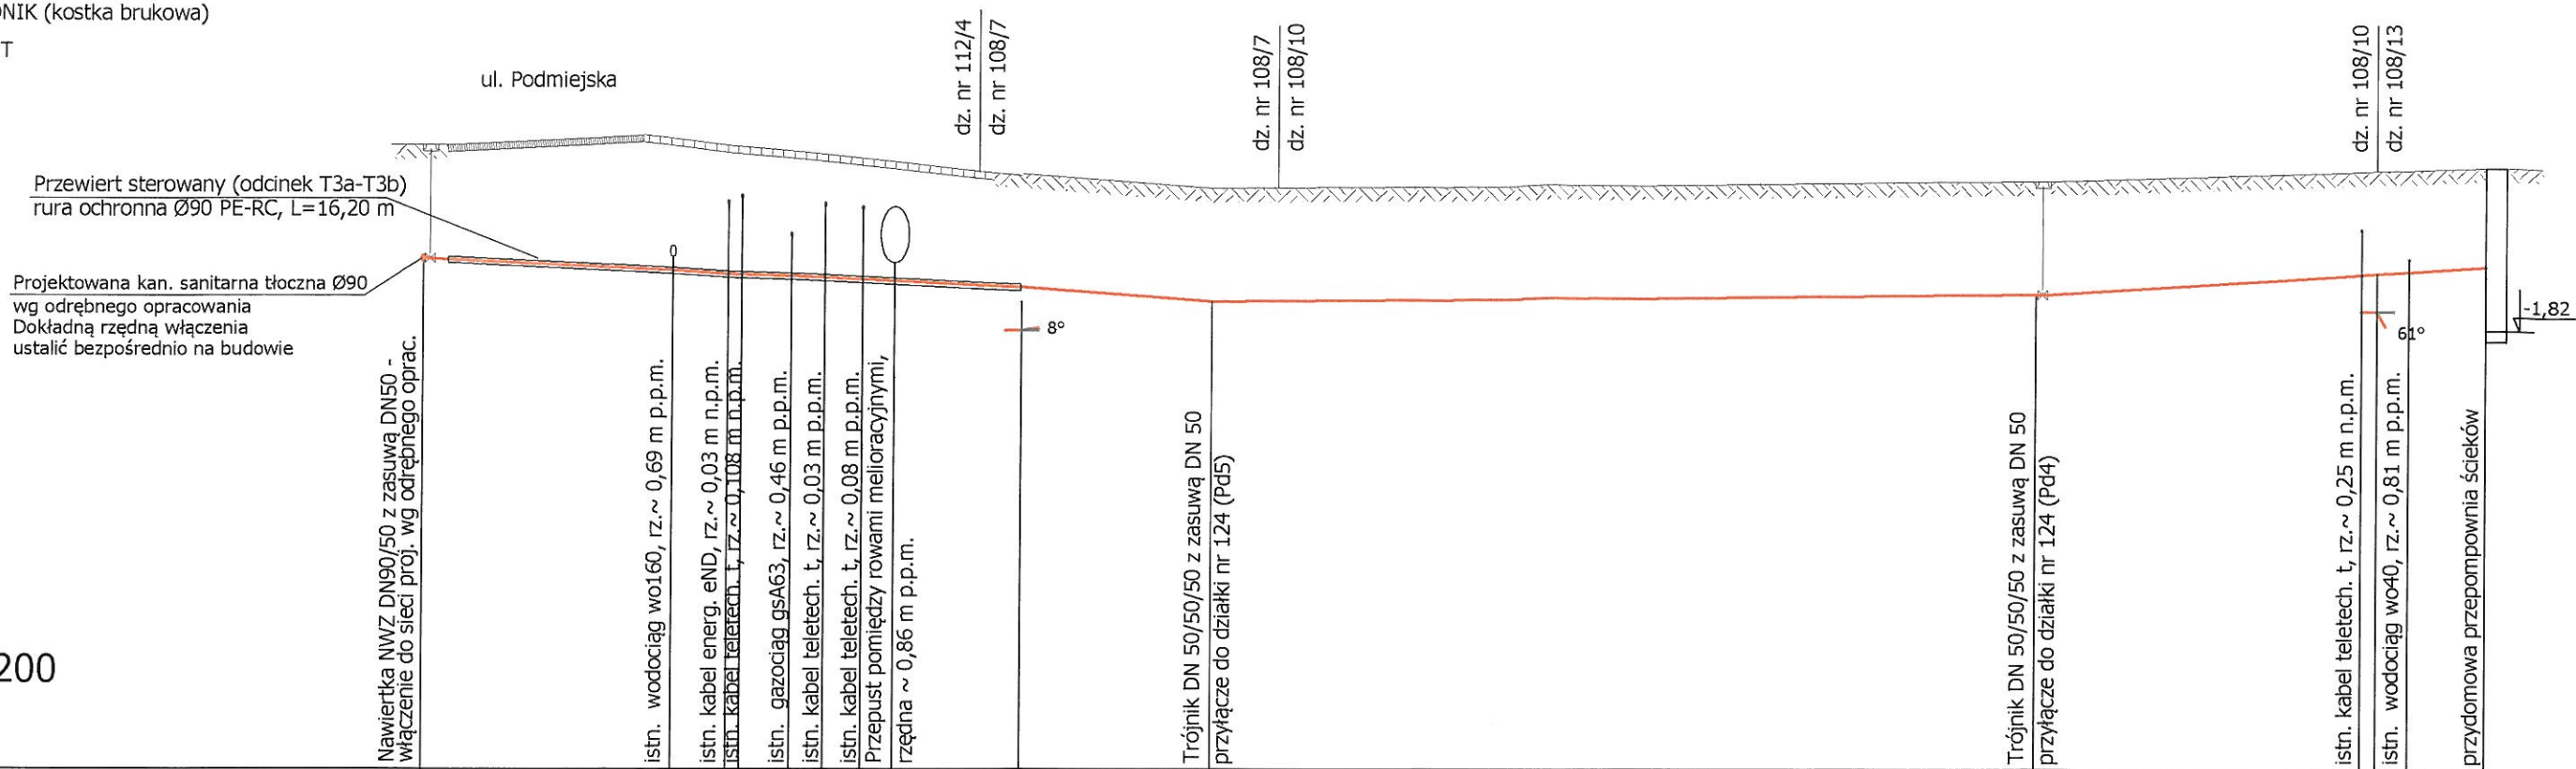 NIK (kostka brukowa)
T
ul. Podmiejska
dz. nr 112/4
dz. nr 108/7
dz. nr 108/7
dz. nr 108/10
dz. nr 108/10
dz. nr 108/13
Przewiert sterowany (odcinek T3a-T3b)
rura ochronna Ø90 PE-RC, L=16,20 m
Projektowana kan. sanitarna tłoczna Ø90
wg odrębnego opracowania
Dokładną rzędną włączenia
ustalić bezpośrednio na budowie
8°
61°
-1,82
200
Nawiertka NWZ DN90/50 z zasuwą DN50 -
włączenie do sieci proj. wg odrębnego oprac.
istn. wodociąg wo160, rz.~ 0,69 m p.p.m.
istn. kabel energ. eND, rz.~ 0,03 m n.p.m.
istn. kabel teletech. t, rz.~ 0,108 m n.p.m.
istn. gazociąg gsA63, rz.~ 0,46 m p.p.m.
istn. kabel teletech. t, rz.~ 0,03 m p.p.m.
istn. kabel teletech. t, rz.~ 0,08 m p.p.m.
Przepust pomiędzy rowami melioracyjnymi,
rzędna ~ 0,86 m p.p.m.
Trójnik DN 50/50/50 z zasuwą DN 50
przyłącze do działki nr 124 (Pd5)
Trójnik DN 50/50/50 z zasuwą DN 50
przyłącze do działki nr 124 (Pd4)
istn. kabel teletech. t, rz.~ 0,25 m n.p.m.
istn. wodociąg wo40, rz.~ 0,81 m p.p.m.
przydomowa przepompownia ścieków